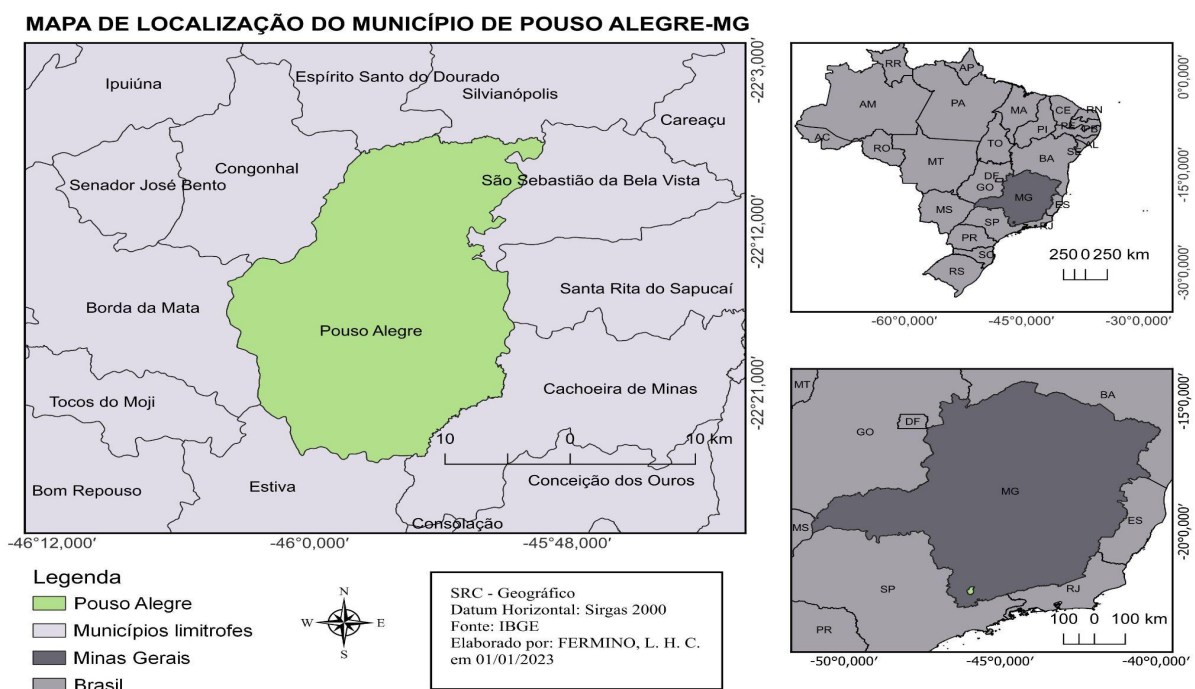 MAPA DE LOCALIZAÇÃO DO MUNICÍPIO DE POUSO ALEGRE-MG
Ipuiúna
Espírito Santo do Dourado
Silvianópolis
Careaçu
Congonhal
Senador José Bento
São Sebastião da Bela Vista
Borda da Mata
Santa Rita do Sapucaí
Pouso Alegre
Cachoeira de Minas
Tocos do Moji
10 0 10 km
Bom Repouso
Estiva
Conceição dos Ouros
Consolação
-22°3,000'
-22°12,000'
-22°21,000'
-46°12,000'
-46°0,000'
-45°48,000'
RR
AP
AM
PA
MA
CE
RN
PB
PE
PI
AC
AL
SE
RO
TO
BA
MT
DF
GO
MG
ES
MS
SP
RJ
PR
SC
RS
250 0 250 km
0°0,000'
-15°0,000'
-30°0,000'
-60°0,000'
-45°0,000'
-30°0,000'
MT
BA
DF
GO
MG
MS
ES
SP
RJ
PR
100 0 100 km
-15°0,000'
-20°0,000'
-50°0,000'
-45°0,000'
-40°0,000'
Legenda
Pouso Alegre
Municípios limitrofes
Minas Gerais
Brasil
N
W
E
S
SRC - Geográfico
Datum Horizontal: Sirgas 2000
Fonte: IBGE
Elaborado por: FERMINO, L. H. C.
em 01/01/2023